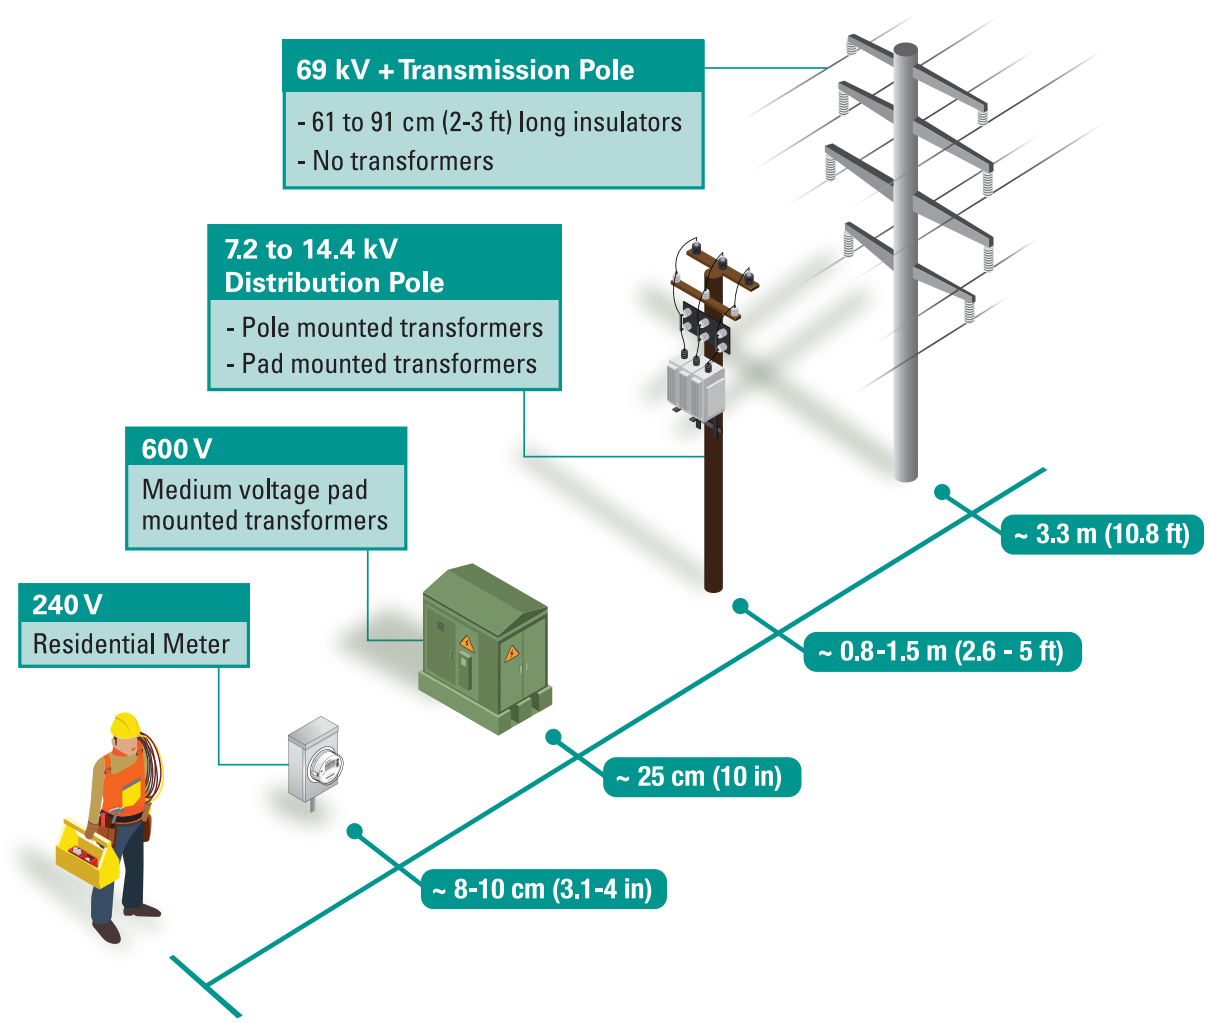 69 kV + Transmission Pole
- 61 to 91 cm (2-3 ft) long insulators
- No transformers
7.2 to 14.4 kV
Distribution Pole
- Pole mounted transformers
- Pad mounted transformers
600 V
Medium voltage pad
mounted transformers
240 V
Residential Meter
~ 3.3 m (10.8 ft)
~ 0.8-1.5 m (2.6 - 5 ft)
~ 25 cm (10 in)
~ 8-10 cm (3.1-4 in)